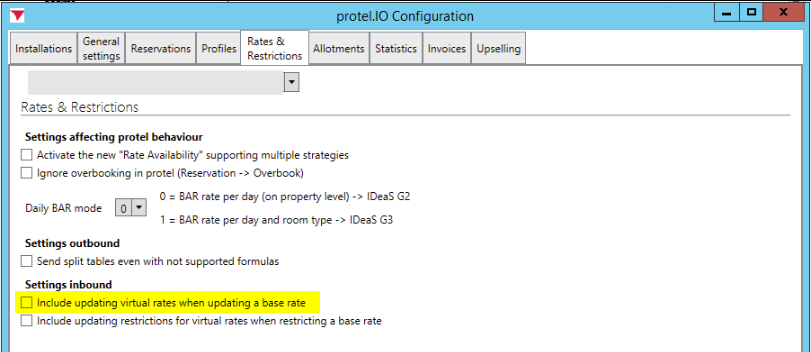 protel.IO Configuration
Installations
General settings
Reservations
Profiles
Rates & Restrictions
Allotments
Statistics
Invoices
Upselling
Rates & Restrictions
Settings affecting protel behaviour
Activate the new "Rate Availability" supporting multiple strategies
Ignore overbooking in protel (Reservation -> Overbook)
0 = BAR rate per day (on property level) -> IDeaS G2
Daily BAR mode 0
1 = BAR rate per day and room type -> IDeaS G3
Settings outbound
Send split tables even with not supported formulas
Settings inbound
Include updating virtual rates when updating a base rate
Include updating restrictions for virtual rates when restricting a base rate